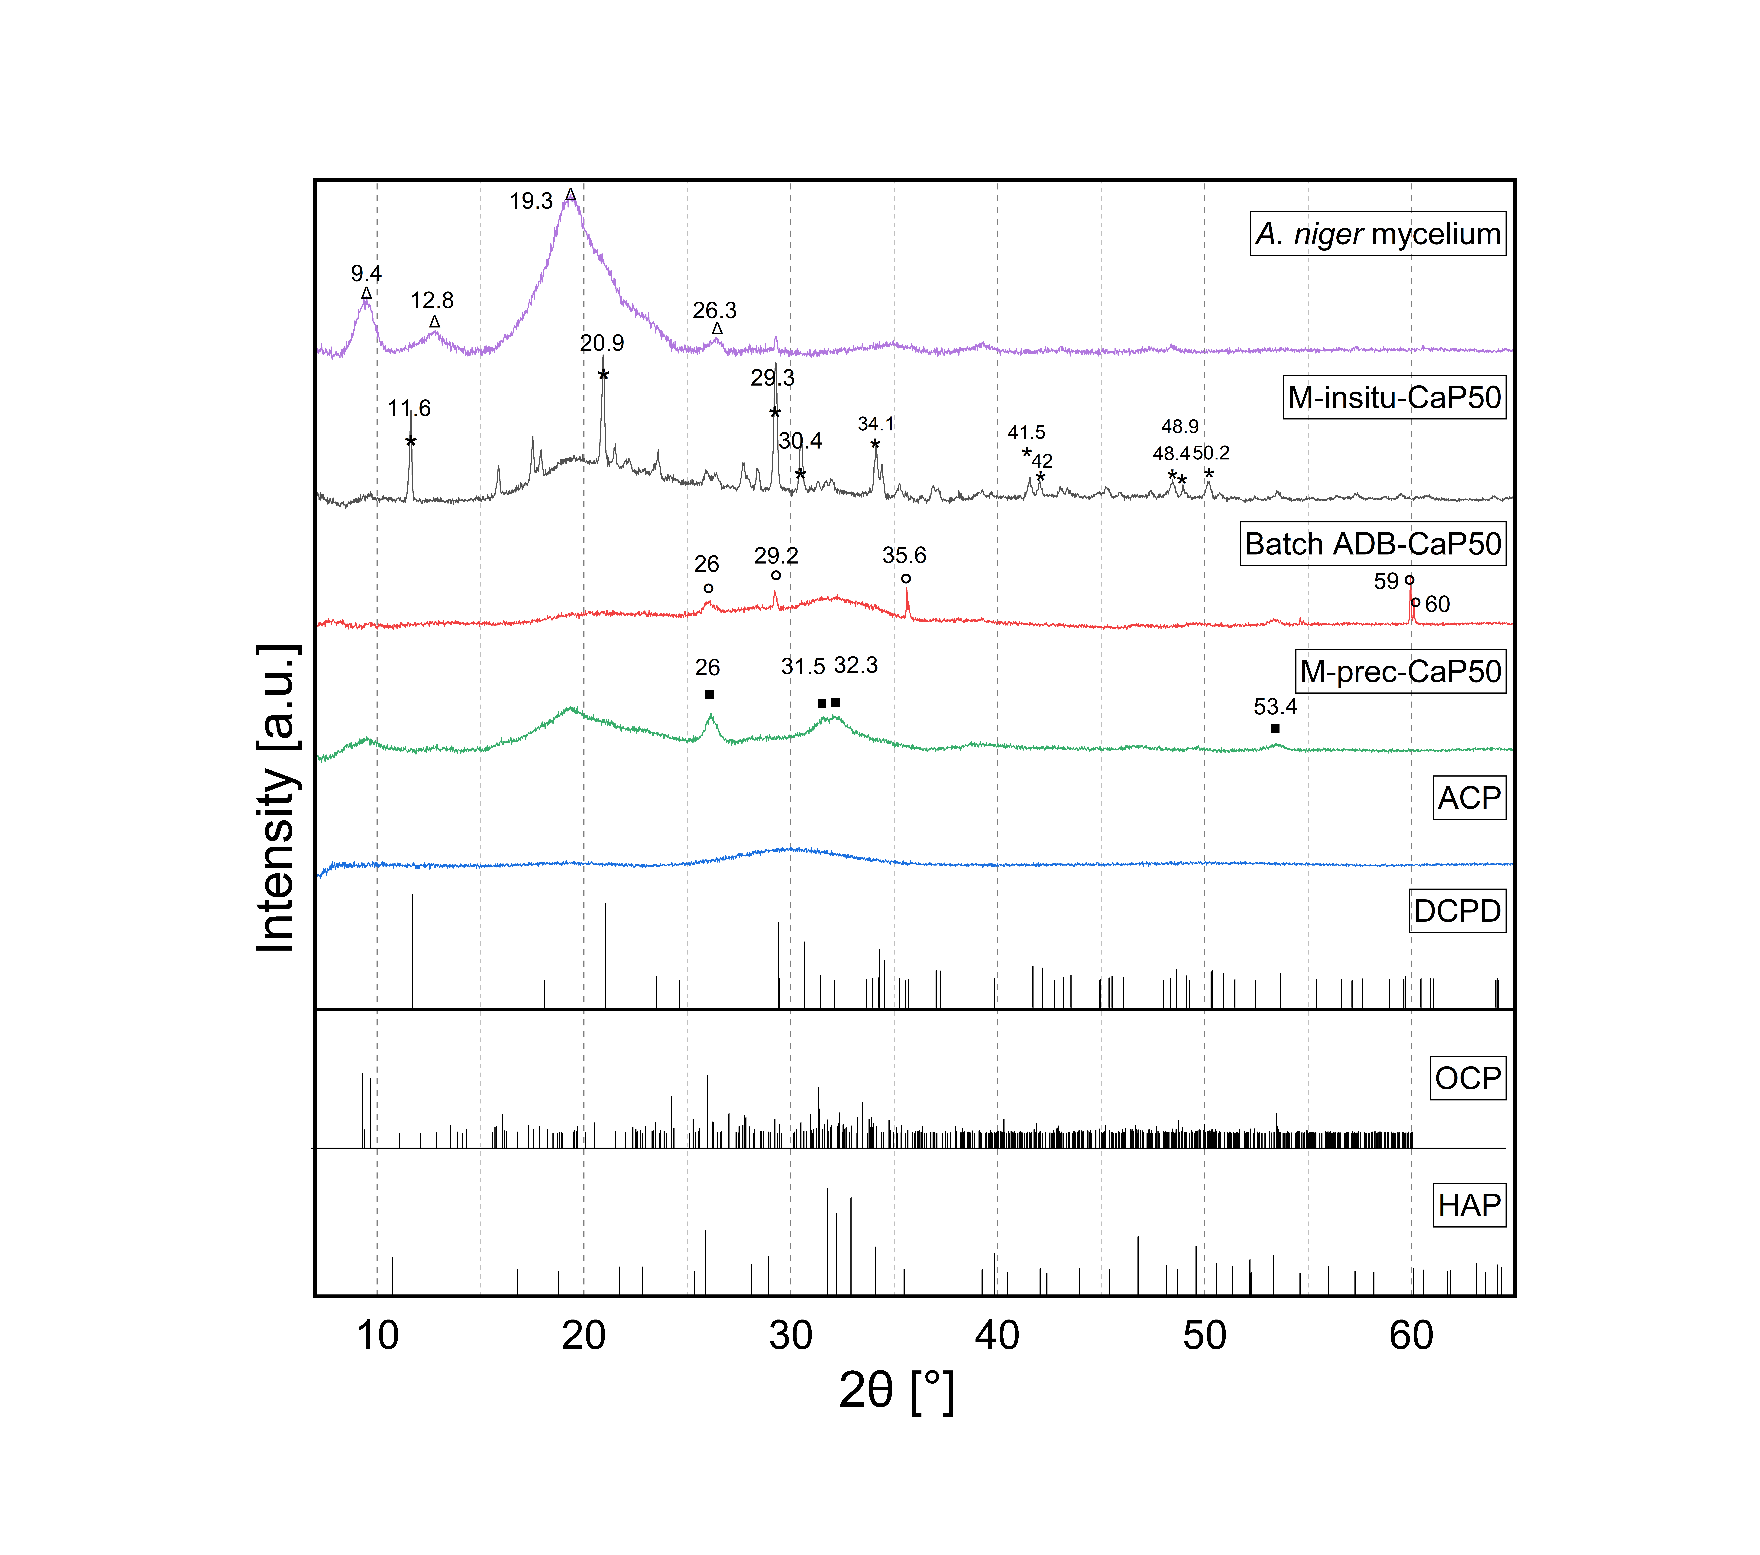 19.3
Δ
A. niger mycelium
9.4
Δ
12.8
Δ
26.3
Δ
20.9
*
29.3
*
M-insitu-CaP50
11.6
*
30.4
*
34.1
*
41.5
*
42
*
48.9
48.4 50.2
* * *
Batch ADB-CaP50
26
29.2
35.6
59
60
M-prec-CaP50
26
31.5 32.3
53.4
ACP
DCPD
OCP
HAP
Intensity [a.u.]
10 20 30 40 50 60
2θ [°]